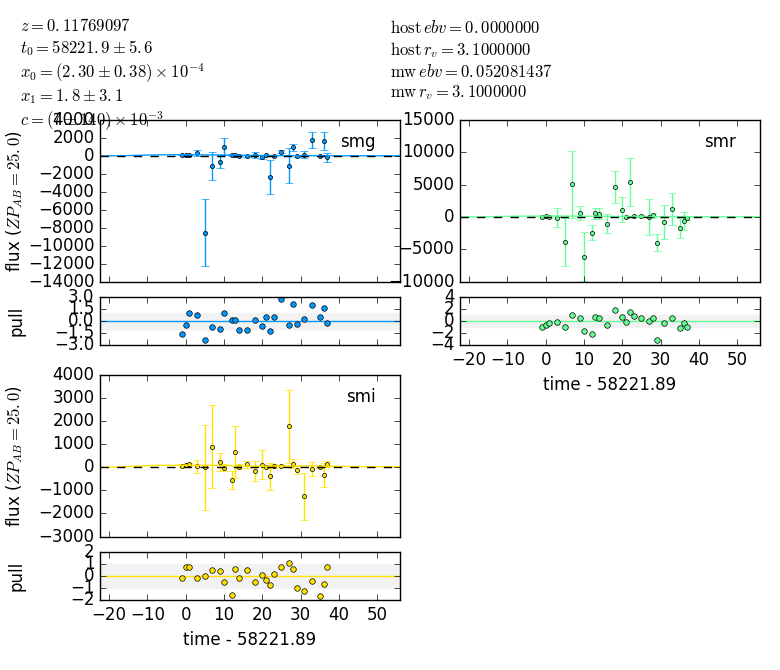 z = 0.11769097
t₀ = 58221.9 ± 5.6
x₀ = (2.30 ± 0.38) × 10⁻⁴
x₁ = 1.8 ± 3.1
host ebv = 0.0000000
host r_v = 3.1000000
mw ebv = 0.052081437
mw r_v = 3.1000000
smg
flux (ZP_AB = 25.0)
4000
2000
0
−2000
−4000
−6000
−8000
−10000
−12000
−14000
smr
15000
10000
5000
0
−5000
−10000
pull
3.0
1.5
0.0
−1.5
−3.0
4
2
0
−2
−4
−20 −10 0 10 20 30 40 50
time - 58221.89
smi
flux (ZP_AB = 25.0)
4000
3000
2000
1000
0
−1000
−2000
−3000
pull
2
1
0
−1
−2
−20 −10 0 10 20 30 40 50
time - 58221.89